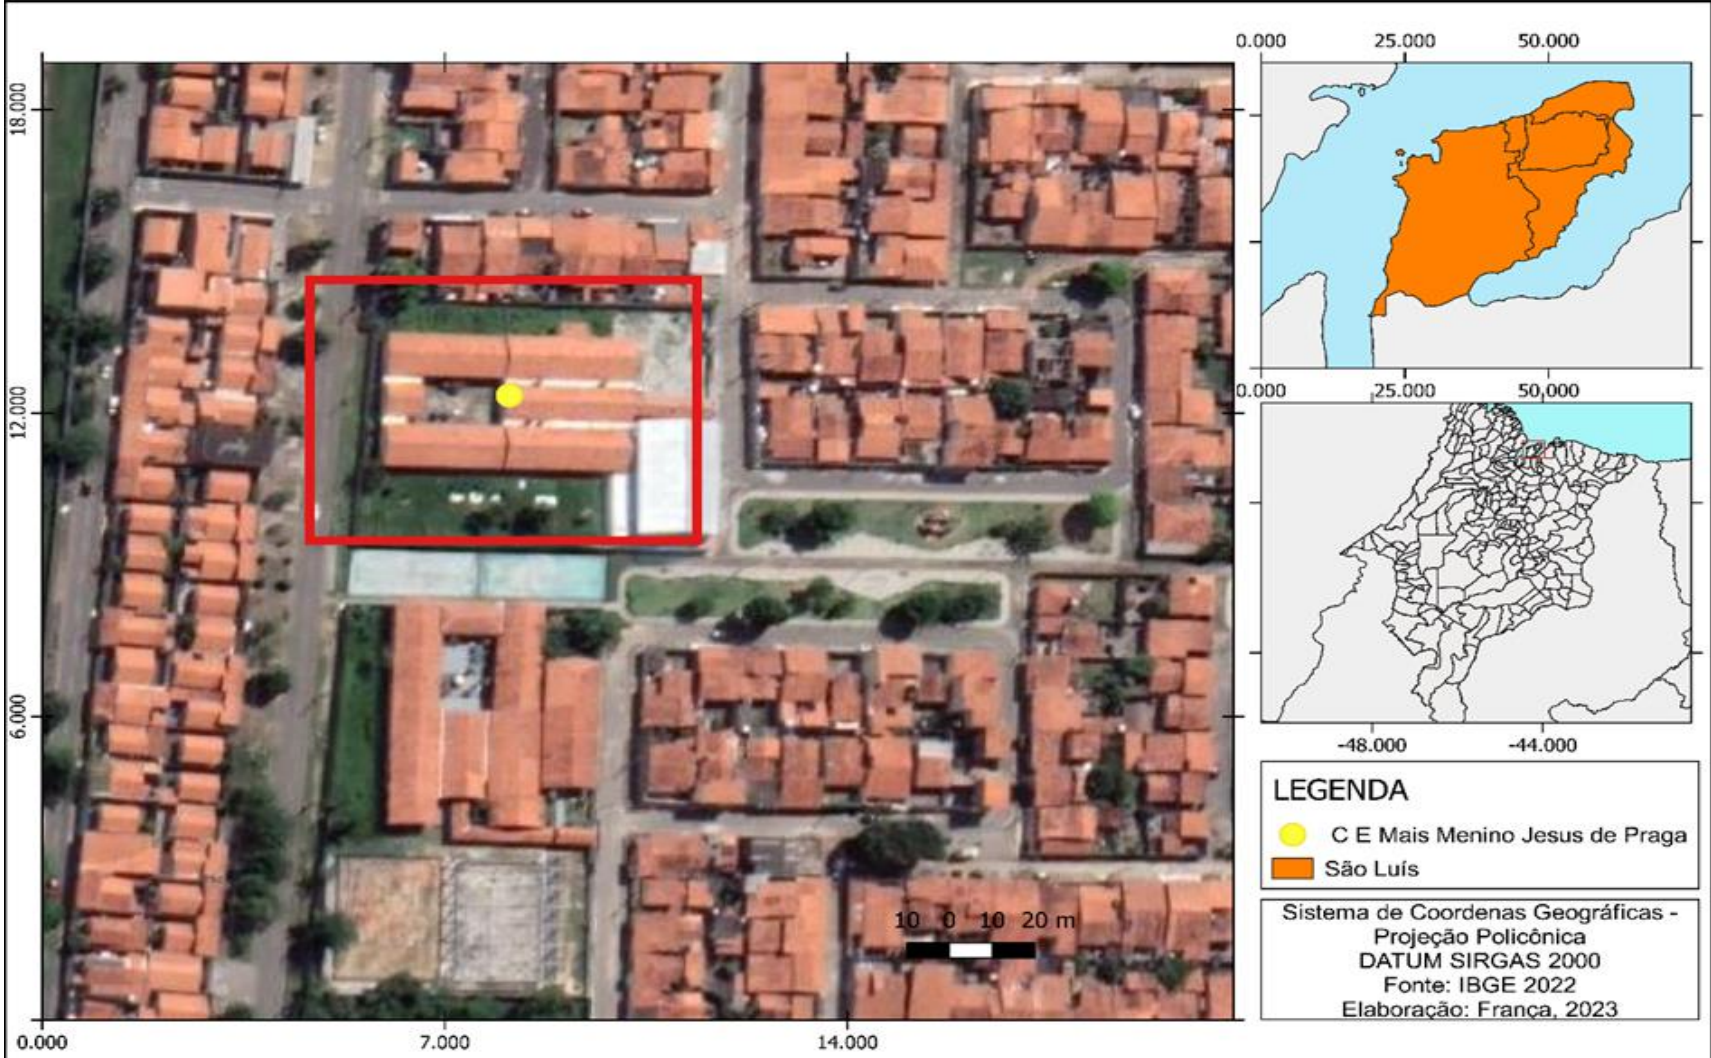 0.000 25.000 50.000
18.000
12.000
6.000
0.000 7.000 14.000
10 0 10 20 m
0.000 25.000 50.000
-48.000 -44.000
LEGENDA
C E Mais Menino Jesus de Praga
São Luís
Sistema de Coordenas Geográficas -
Projeção Policônica
DATUM SIRGAS 2000
Fonte: IBGE 2022
Elaboração: França, 2023